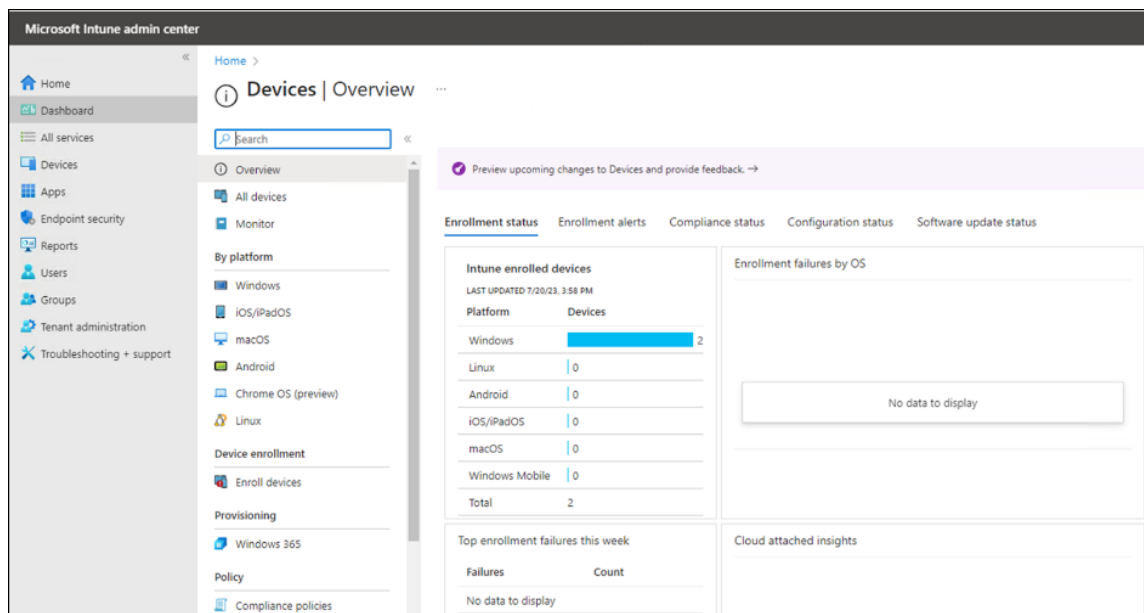 Microsoft Intune admin center
«
Home
Dashboard
All services
Devices
Apps
Endpoint security
Reports
Users
Groups
Tenant administration
Troubleshooting + support
Home >
Devices | Overview ...
Search
«
Overview
All devices
Monitor
By platform
Windows
iOS/iPadOS
macOS
Android
Chrome OS (preview)
Linux
Device enrollment
Enroll devices
Provisioning
Windows 365
Policy
Compliance policies
Preview upcoming changes to Devices and provide feedback. →
Enrollment status Enrollment alerts Compliance status Configuration status Software update status
Intune enrolled devices
LAST UPDATED 7/20/23, 3:58 PM
Platform Devices
Windows 2
Linux 0
Android 0
iOS/iPadOS 0
macOS 0
Windows Mobile 0
Total 2
Enrollment failures by OS
No data to display
Top enrollment failures this week
Failures Count
No data to display
Cloud attached insights